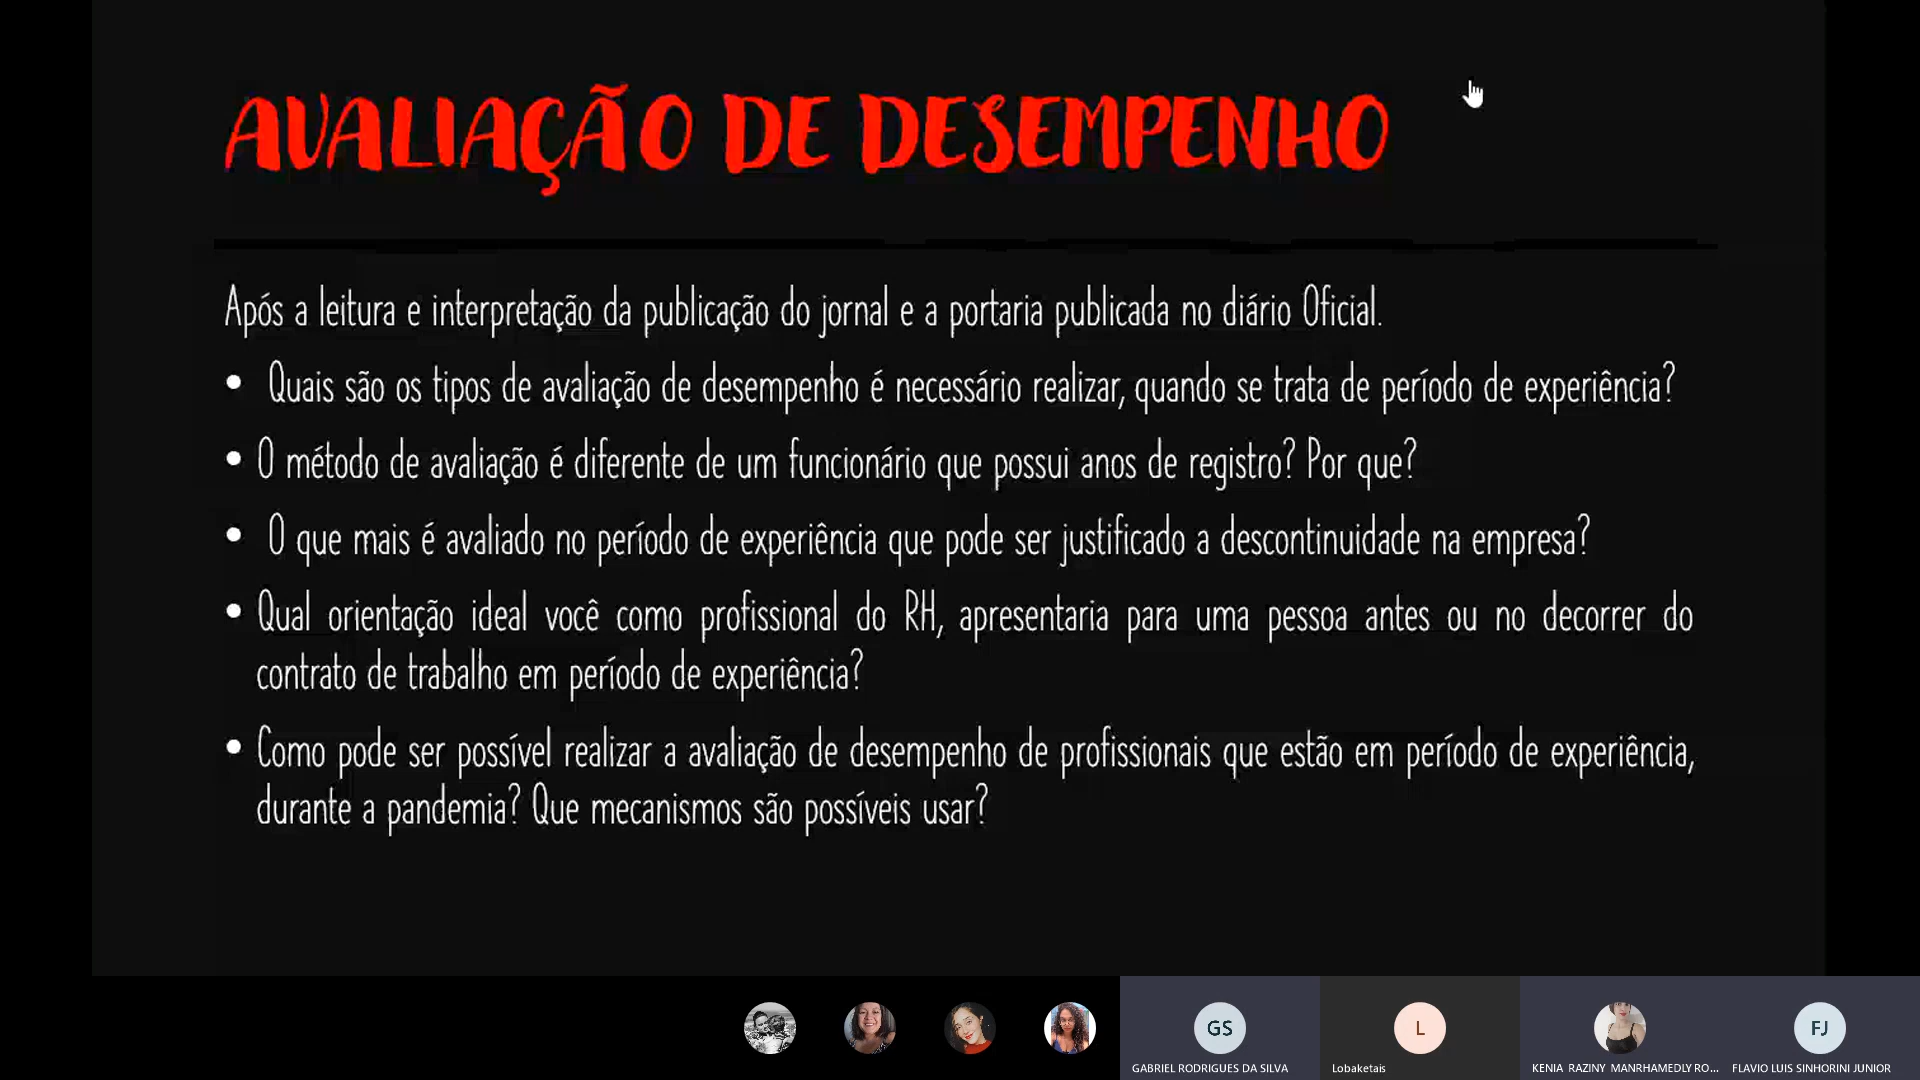 AVALIAÇÃO DE DESEMPENHO
Após a leitura e interpretação da publicação do jornal e a portaria publicada no diário Oficial.
• Quais são os tipos de avaliação de desempenho é necessário realizar, quando se trata de período de experiência?
• O método de avaliação é diferente de um funcionário que possui anos de registro? Por que?
• O que mais é avaliado no período de experiência que pode ser justificado a descontinuidade na empresa?
• Qual orientação ideal você como profissional do RH, apresentaria para uma pessoa antes ou no decorrer do
contrato de trabalho em período de experiência?
• Como pode ser possível realizar a avaliação de desempenho de profissionais que estão em período de experiência,
durante a pandemia? Que mecanismos são possíveis usar?
GS
L
FJ
GABRIEL RODRIGUES DA SILVA
Lobaketais
KENIA RAZINY MANRHAMEDLY RO...
FLAVIO LUIS SINHORINI JUNIOR